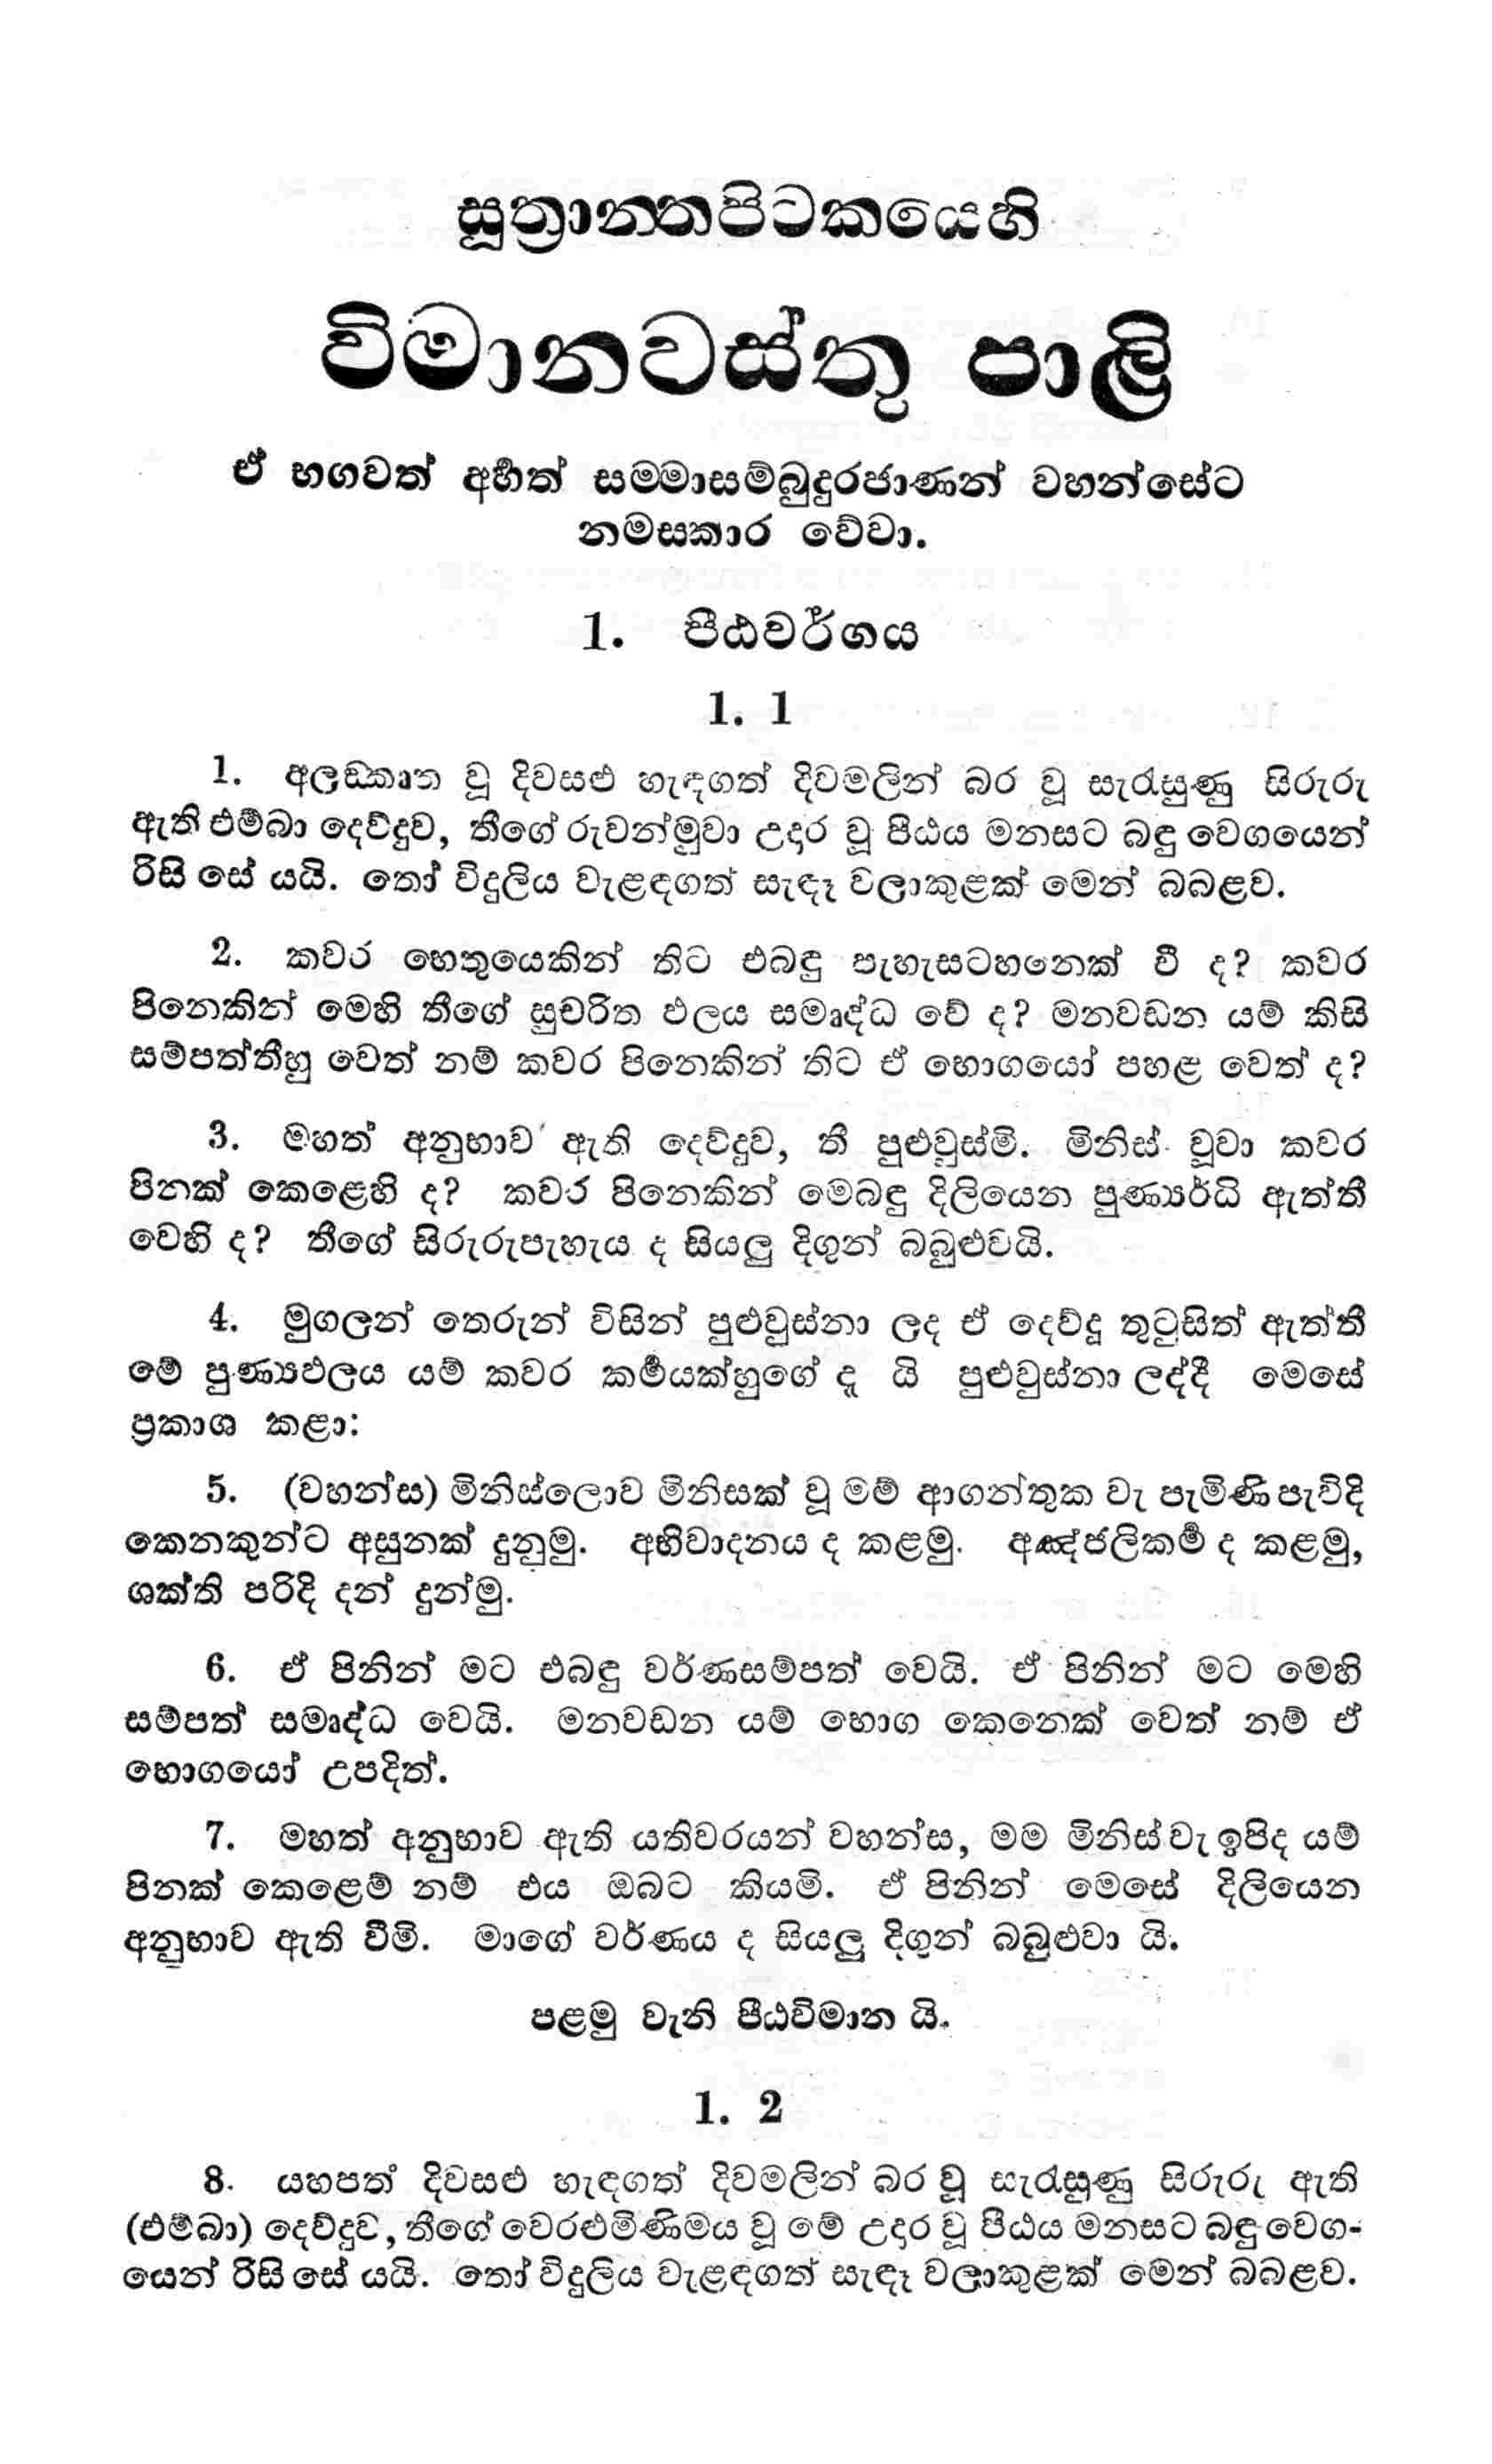 සූත්‍රාන්තපිටකයෙහි
විමානවස්තු පාළි
ඒ භගවත් අර්හත් සම්මාසම්බුදුරජාණන් වහන්සේට
නමස්කාර වේවා.
1. පීඨවර්ගය
1. 1
1. අලඞ්කෘත වූ දිවසළු හැඳගත් දිවමලින් බර වූ සැරසුණු සිරුරු
ඇති එම්බා දෙව්දුව, තීගේ රුවන්මුවා උදාර වූ පීඨය මනසට බඳු වෙගයෙන්
රිසි සේ යයි. තෝ විදුලිය වැළඳගත් සැඳෑ වලාකුළක් මෙන් බබළව.
2. කවර හෙතුයෙකින් තිට එබඳු පැහැසටහනෙක් වී ද? කවර
පිනෙකින් මෙහි තීගේ සුචරිත ඵලය සමෘද්ධ වේ ද? මනවඩන යම් කිසි
සම්පත්තීහු වෙත් නම් කවර පිනෙකින් තිට ඒ භොගයෝ පහළ වෙත් ද?
3. මහත් අනුභාව ඇති දෙව්දුව, තී පුළුවුස්මි. මිනිස් වූවා කවර
පිනක් කෙළෙහි ද? කවර පිනෙකින් මෙබඳු දිලියෙන පුණ්‍යර්ධි ඇත්තී
වෙහි ද? තීගේ සිරුරුපැහැය ද සියලු දිගුන් බබුළුවයි.
4. මුගලන් තෙරුන් විසින් පුළුවුස්නා ලද ඒ දෙව්දූ තුටුසිත් ඇත්තී
මේ පුණ්‍යඵලය යම් කවර කර්මයක්හුගේ දැ යි පුළුවුස්නා ලද්දී මෙසේ
ප්‍රකාශ කළා:
5. (වහන්ස) මිනිස්ලොව මිනිසක් වූ මම් ආගන්තුක වැ පැමිණි පැවිදි
කෙනකුන්ට අසුනක් දුනුමු. අභිවාදනය ද කළමු. අඤ්ජලිකර්ම ද කළමු,
ශක්ති පරිදි දන් දුන්මු.
6. ඒ පිනින් මට එබඳු වර්ණසම්පත් වෙයි. ඒ පිනින් මට මෙහි
සම්පත් සමෘද්ධ වෙයි. මනවඩන යම් භොග කෙනෙක් වෙත් නම් ඒ
භොගයෝ උපදිත්.
7. මහත් අනුභාව ඇති යතිවරයන් වහන්ස, මම මිනිස් වැ ඉපිද යම්
පිනක් කෙළෙම් නම් එය ඔබට කියමි. ඒ පිනින් මෙසේ දිලියෙන
අනුභාව ඇති වීමි. මාගේ වර්ණය ද සියලු දිගුන් බබුළුවා යි.
පළමු වැනි පීඨවිමාන යි.
1. 2
8. යහපත් දිවසළු හැඳගත් දිවමලින් බර වූ සැරසුණු සිරුරු ඇති
(එම්බා) දෙව්දුව, තීගේ වෙරළුමිණිමය වූ මේ උදාර වූ පීඨය මනසට බඳු වෙග-
යෙන් රිසි සේ යයි. තෝ විදුලිය වැළඳගත් සැඳෑ වලාකුළක් මෙන් බබළව.